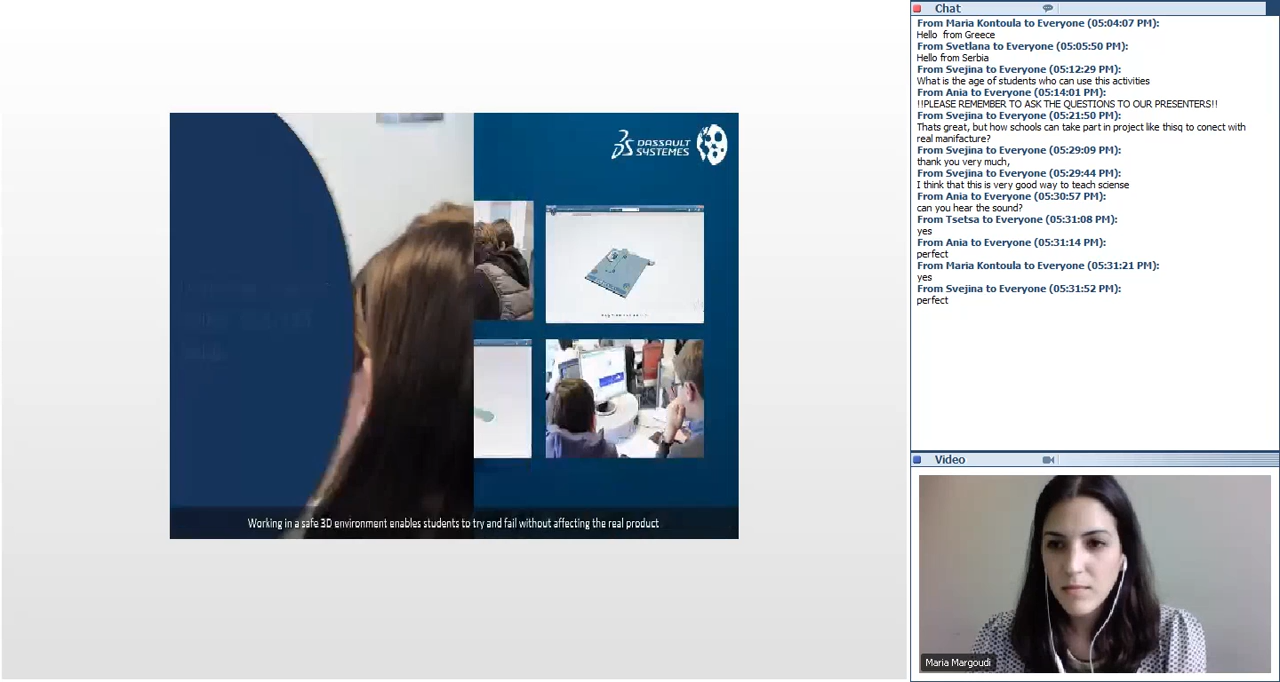 DASSAULT
SYSTEMES
Working in a safe 3D environment enables students to try and fail without affecting the real product
Chat
From Maria Kontoula to Everyone (05:04:07 PM):
Hello from Greece
From Svetlana to Everyone (05:05:50 PM):
Hello from Serbia
From Svejina to Everyone (05:12:29 PM):
What is the age of students who can use this activities
From Ania to Everyone (05:14:01 PM):
!!PLEASE REMEMBER TO ASK THE QUESTIONS TO OUR PRESENTERS!!
From Svejina to Everyone (05:21:50 PM):
Thats great, but how schools can take part in project like thisq to conect with
real manifacture?
From Svejina to Everyone (05:29:09 PM):
thank you very much,
From Svejina to Everyone (05:29:44 PM):
I think that this is very good way to teach sciense
From Ania to Everyone (05:30:57 PM):
can you hear the sound?
From Tsetsa to Everyone (05:31:08 PM):
yes
From Ania to Everyone (05:31:14 PM):
perfect
From Maria Kontoula to Everyone (05:31:21 PM):
yes
From Svejina to Everyone (05:31:52 PM):
perfect
Video
Maria Margoudi